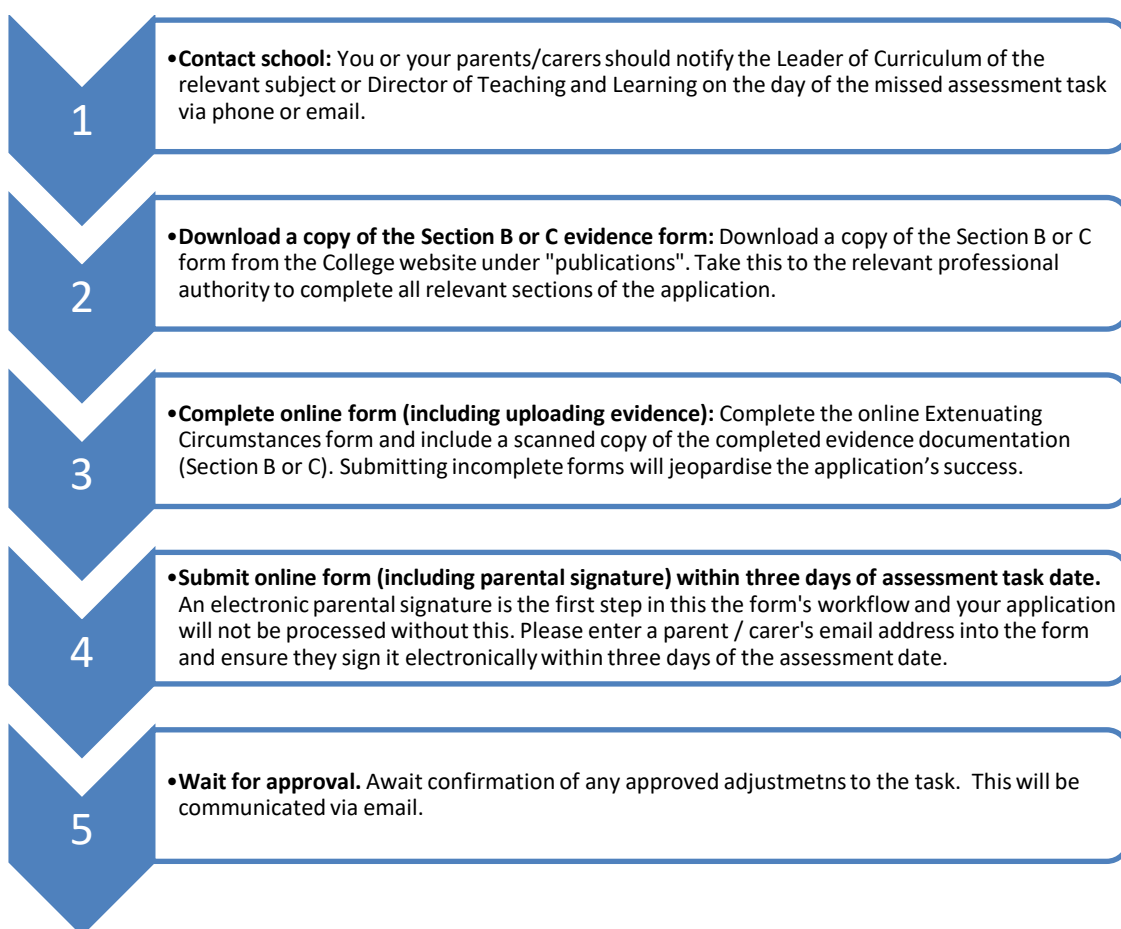 1
•Contact school: You or your parents/carers should notify the Leader of Curriculum of the
relevant subject or Director of Teaching and Learning on the day of the missed assessment task
via phone or email.
2
•Download a copy of the Section B or C evidence form: Download a copy of the Section B or C
form from the College website under "publications". Take this to the relevant professional
authority to complete all relevant sections of the application.
3
•Complete online form (including uploading evidence): Complete the online Extenuating
Circumstances form and include a scanned copy of the completed evidence documentation
(Section B or C). Submitting incomplete forms will jeopardise the application’s success.
4
•Submit online form (including parental signature) within three days of assessment task date.
An electronic parental signature is the first step in this the form's workflow and your application
will not be processed without this. Please enter a parent / carer's email address into the form
and ensure they sign it electronically within three days of the assessment date.
5
•Wait for approval. Await confirmation of any approved adjustmetns to the task.  This will be
communicated via email.